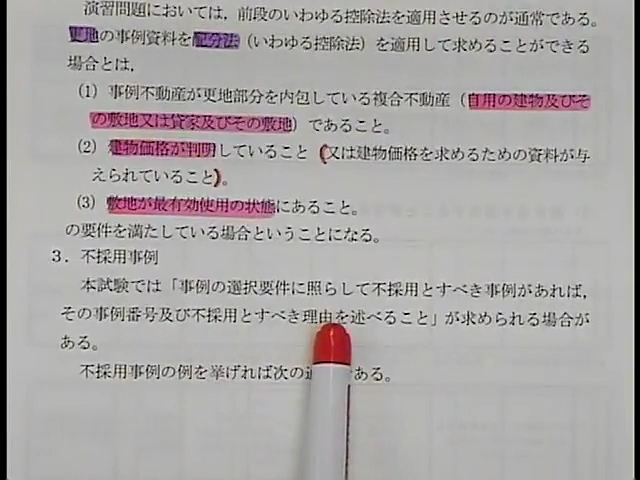 演習問題においては，前段のいわゆる控除法を適用させるのが通常である。
更地の事例資料を配分法（いわゆる控除法）を適用して求めることができる
場合とは，
(1) 事例不動産が更地部分を内包している複合不動産（自用の建物及びそ
の敷地又は貸家及びその敷地）であること。
(2) 建物価格が判明していること（又は建物価格を求めるための資料が与
えられていること）。
(3) 敷地が最有効使用の状態にあること。
の要件を満たしている場合ということになる。
3．不採用事例
本試験では「事例の選択要件に照らして不採用とすべき事例があれば，
その事例番号及び不採用とすべき理由を述べること」が求められる場合が
ある。
不採用事例の例を挙げれば次の通 ある。